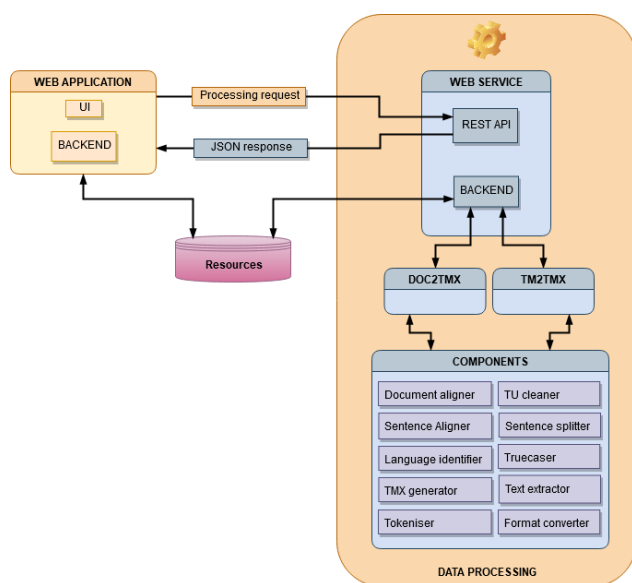 WEB APPLICATION
UI
BACKEND
Processing request
JSON response
WEB SERVICE
REST API
BACKEND
Resources
DOC2TMX
TM2TMX
COMPONENTS
Document aligner
TU cleaner
Sentence Aligner
Sentence splitter
Language identifier
Truecaser
TMX generator
Text extractor
Tokeniser
Format converter
DATA PROCESSING